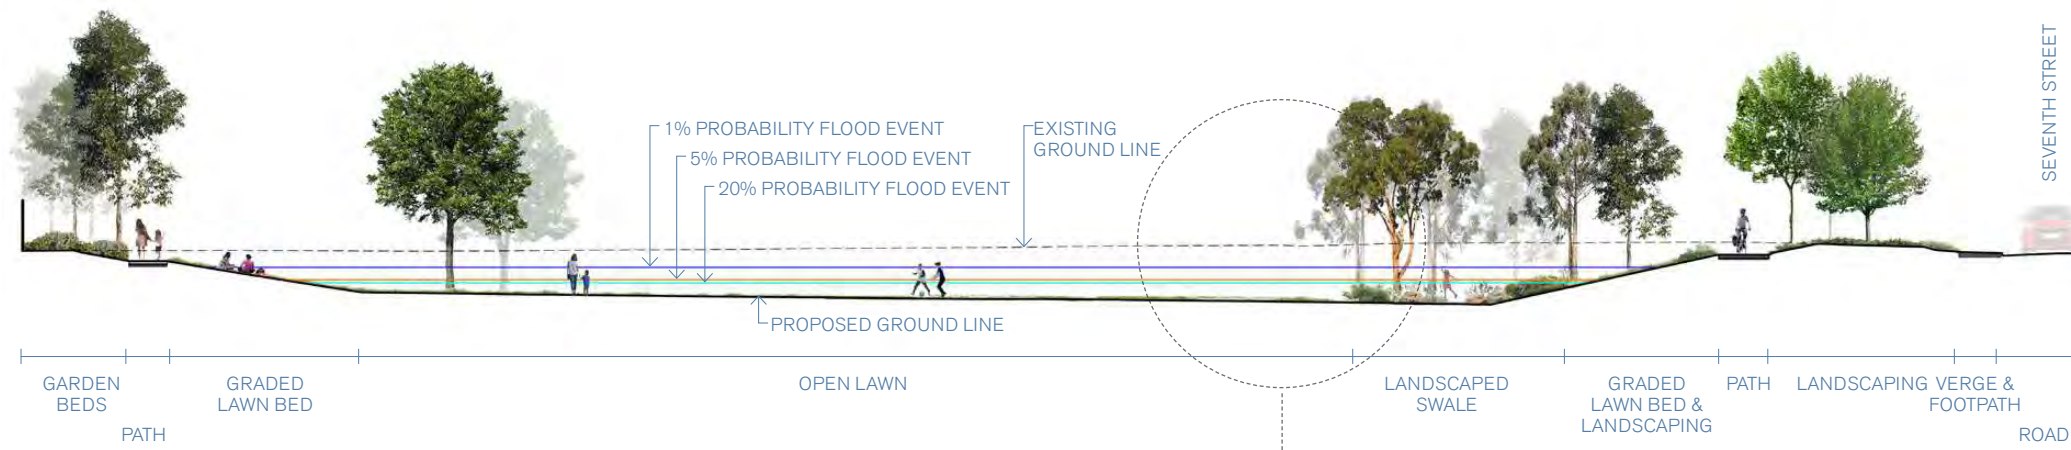 SEVENTH STREET
1% PROBABILITY FLOOD EVENT
5% PROBABILITY FLOOD EVENT
20% PROBABILITY FLOOD EVENT
EXISTING
GROUND LINE
PROPOSED GROUND LINE
GARDEN
BEDS
PATH
GRADED
LAWN BED
OPEN LAWN
LANDSCAPED
SWALE
GRADED
LAWN BED &
LANDSCAPING
PATH
LANDSCAPING
VERGE &
FOOTPATH
ROAD